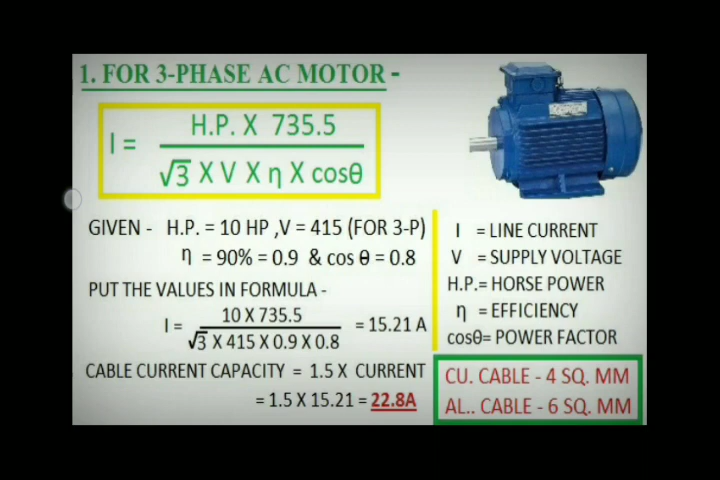 1. FOR 3-PHASE AC MOTOR -
I = H.P. X 735.5
√3 X V X η X cosθ
GIVEN - H.P. = 10 HP ,V = 415 (FOR 3-P)
η = 90% = 0.9 & cos θ = 0.8
PUT THE VALUES IN FORMULA -
I = 10 X 735.5
√3 X 415 X 0.9 X 0.8
= 15.21 A
CABLE CURRENT CAPACITY = 1.5 X CURRENT
= 1.5 X 15.21 = 22.8A
I = LINE CURRENT
V = SUPPLY VOLTAGE
H.P.= HORSE POWER
η = EFFICIENCY
cosθ= POWER FACTOR
CU. CABLE - 4 SQ. MM
AL.. CABLE - 6 SQ. MM